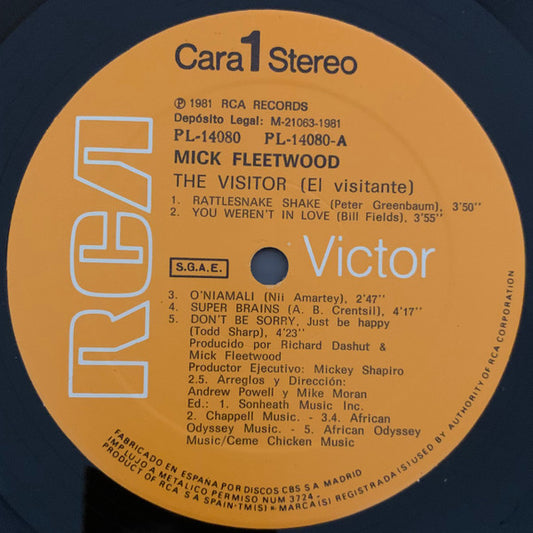 Cara 1 Stereo
℗ 1981 RCA RECORDS
Depósito Legal: M-21063-1981
PL-14080 PL-14080-A
MICK FLEETWOOD
THE VISITOR (El visitante)
1. RATTLESNAKE SHAKE (Peter Greenbaum), 3'50''
2. YOU WEREN'T IN LOVE (Bill Fields), 3'55''
RCA
S.G.A.E.
Victor
3. O'NIAMALI (Nii Amartey), 2'47''
4. SUPER BRAINS (A. B. Crentsil), 4'17''
5. DON'T BE SORRY, Just be happy
(Todd Sharp), 4'23''
Producido por Richard Dashut &
Mick Fleetwood
Productor Ejecutivo: Mickey Shapiro
2.5. Arreglos y Dirección:
Andrew Powell y Mike Moran
Ed.: 1. Sonheath Music Inc.
2. Chappell Music. - 3.4. African
Odyssey Music. - 5. African Odyssey
Music/Ceme Chicken Music
FABRICADO EN ESPAÑA POR DISCOS CBS S A MADRID
IMP LUJO A METALICO PERMISO NUM 3724 -
PRODUCT OF RCA S A SPAIN-TM(S)® MARCA(S) REGISTRADA(S) USED BY AUTHORITY OF RCA CORPORATION